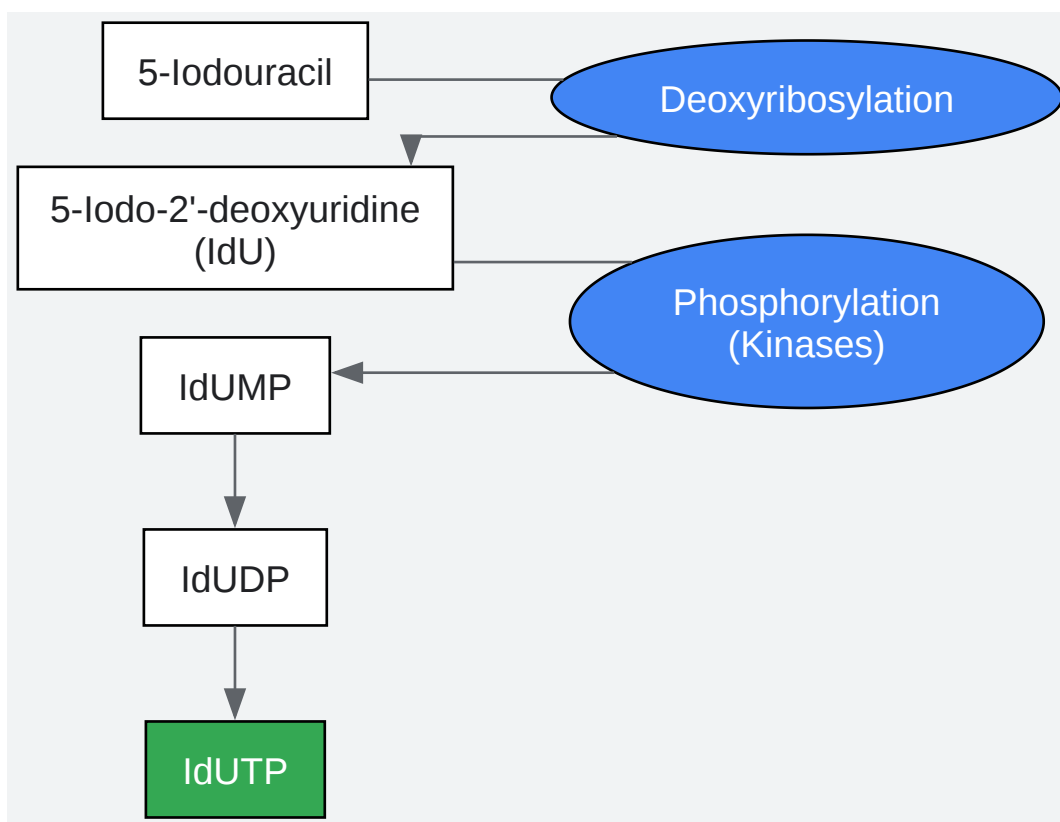 5-Iodouracil
Deoxyribosylation
5-Iodo-2'-deoxyuridine
(IdU)
Phosphorylation
(Kinases)
IdUMP
IdUDP
IdUTP